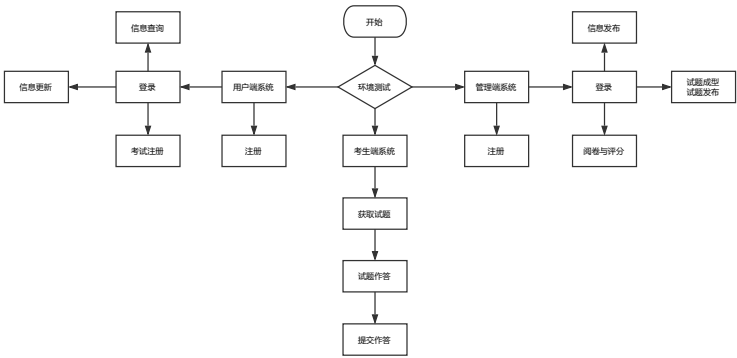 开始
信息查询
信息发布
信息更新
登录
用户端系统
环境测试
管理端系统
登录
试题成型
试题发布
考试注册
注册
考生端系统
注册
阅卷与评分
获取试题
试题作答
提交作答